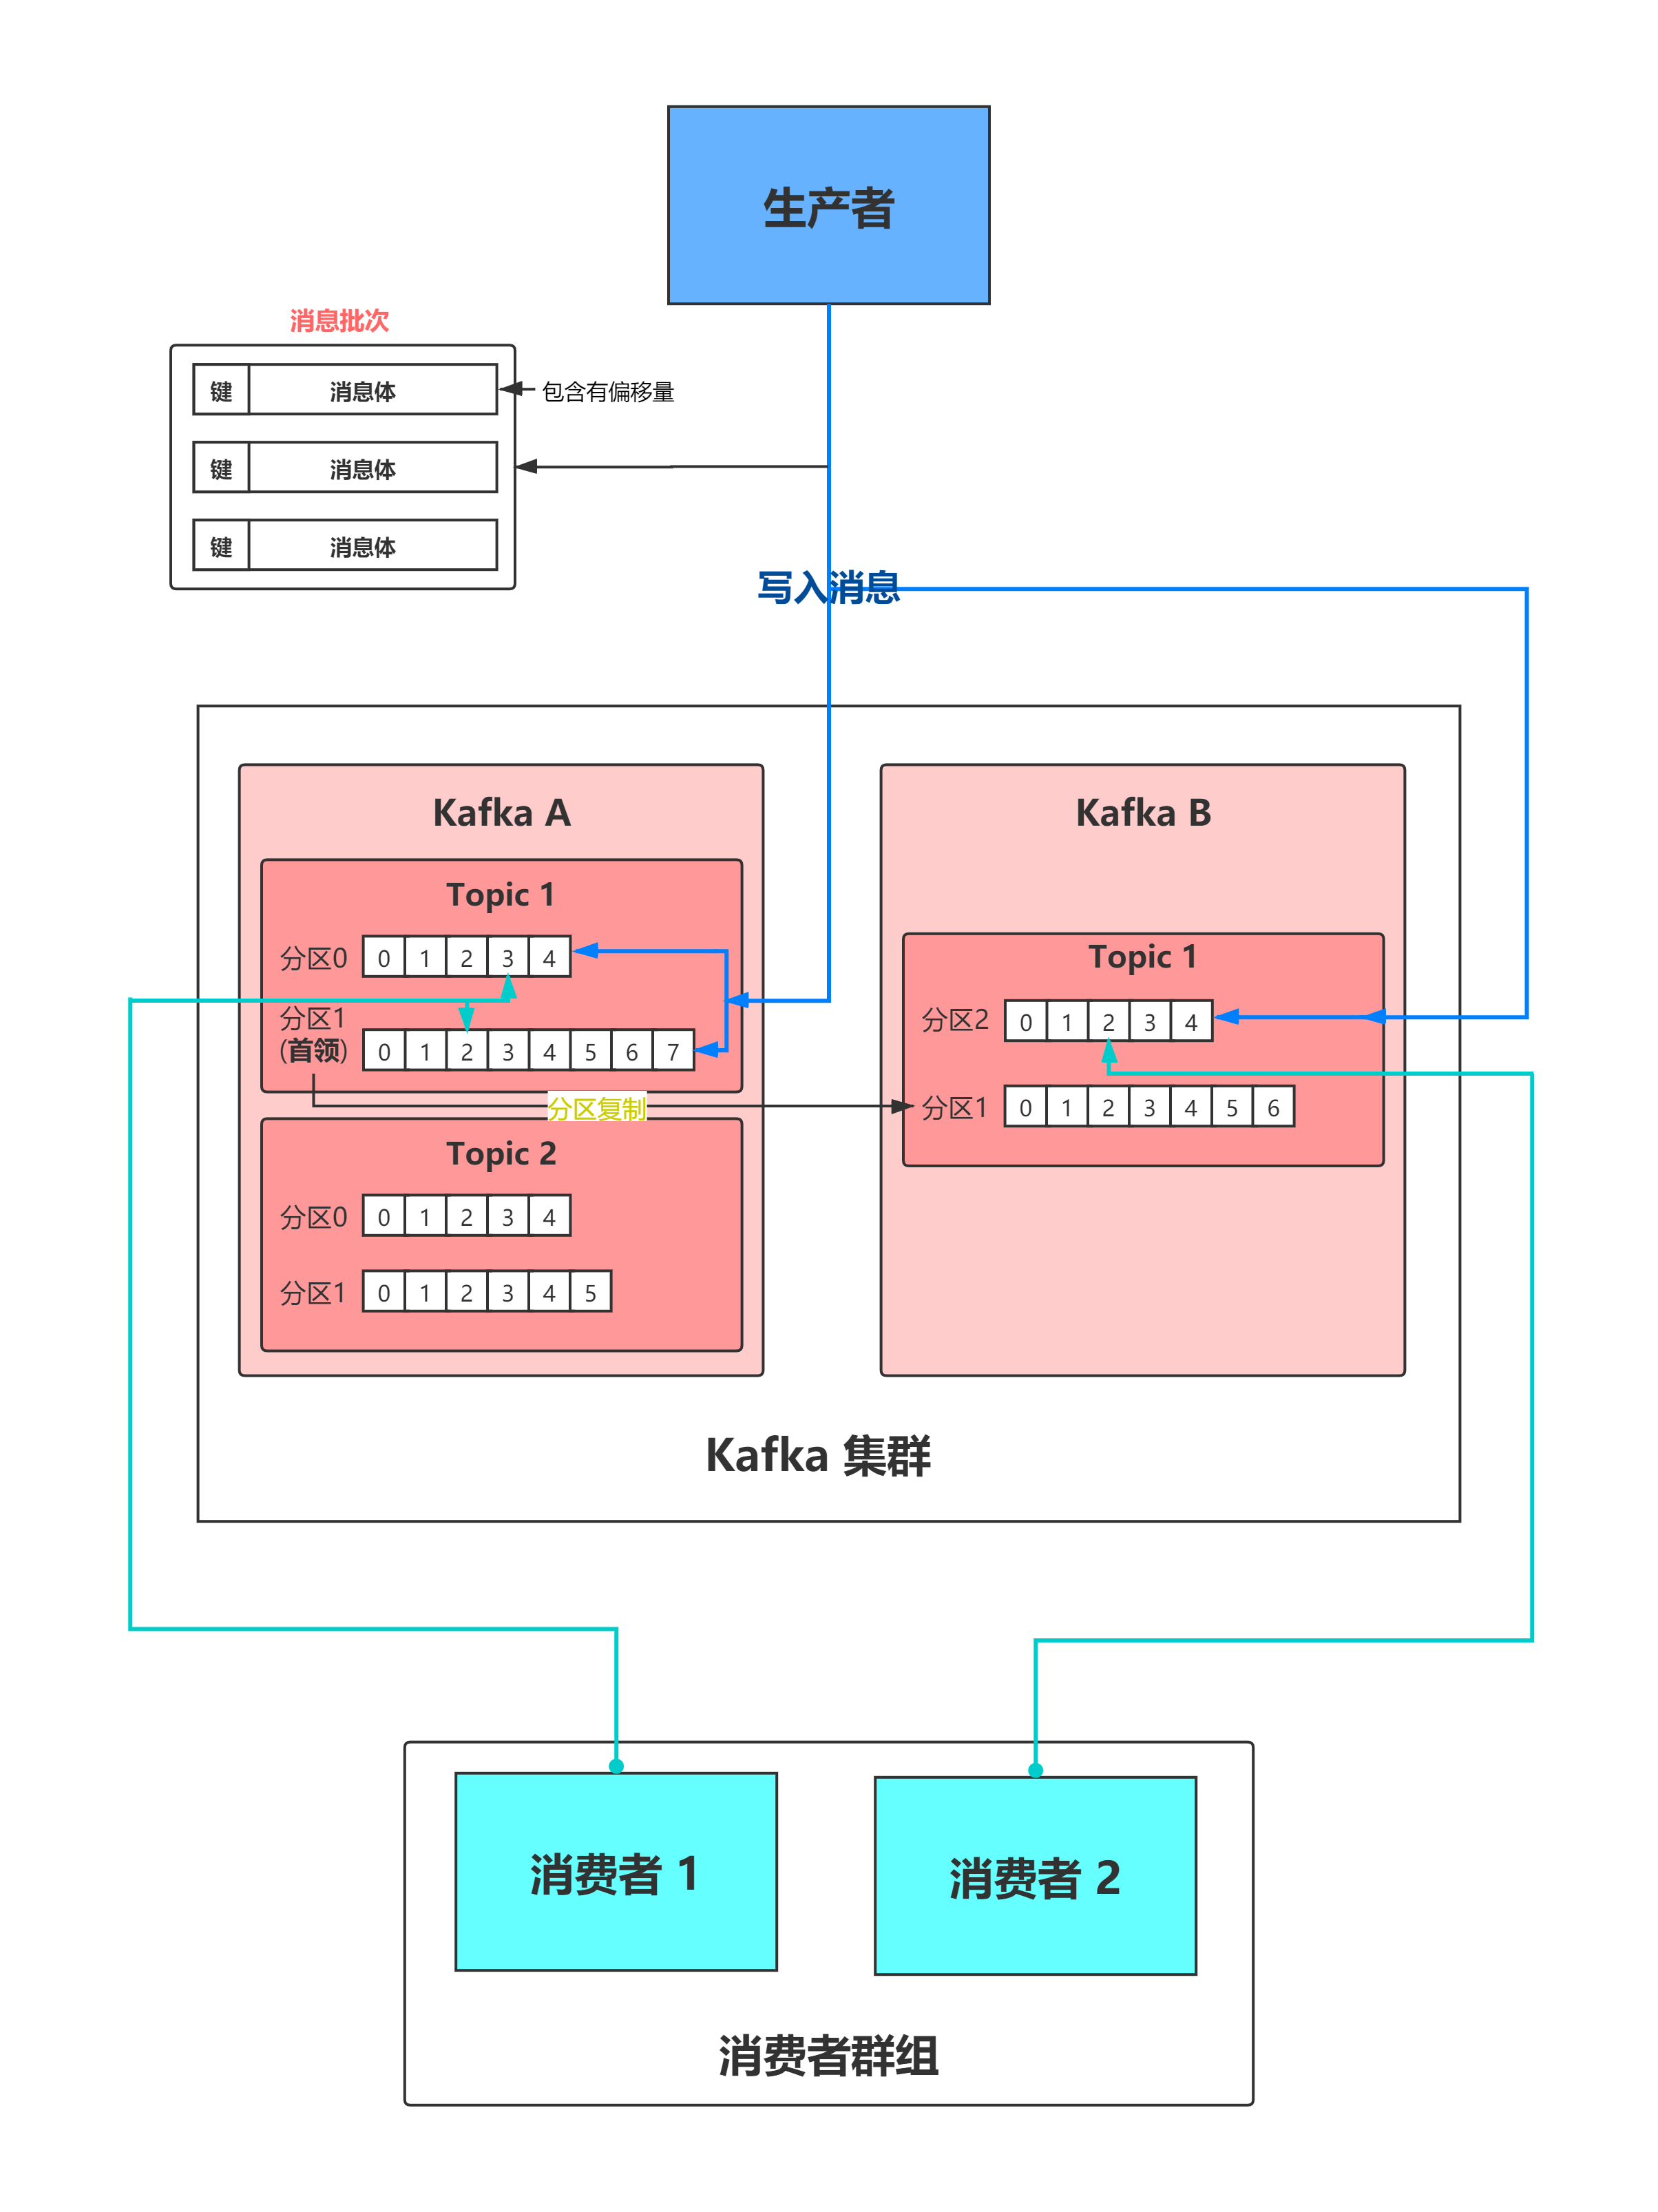 生产者
消息批次
键 消息体
包含有偏移量
键 消息体
键 消息体
写入消息
Kafka A
Topic 1
分区0 0 1 2 3 4
分区1
(首领) 0 1 2 3 4 5 6 7
分区复制
Topic 2
分区0 0 1 2 3 4
分区1 0 1 2 3 4 5
Kafka B
Topic 1
分区2 0 1 2 3 4
分区1 0 1 2 3 4 5 6
Kafka 集群
消费者 1
消费者 2
消费者群组